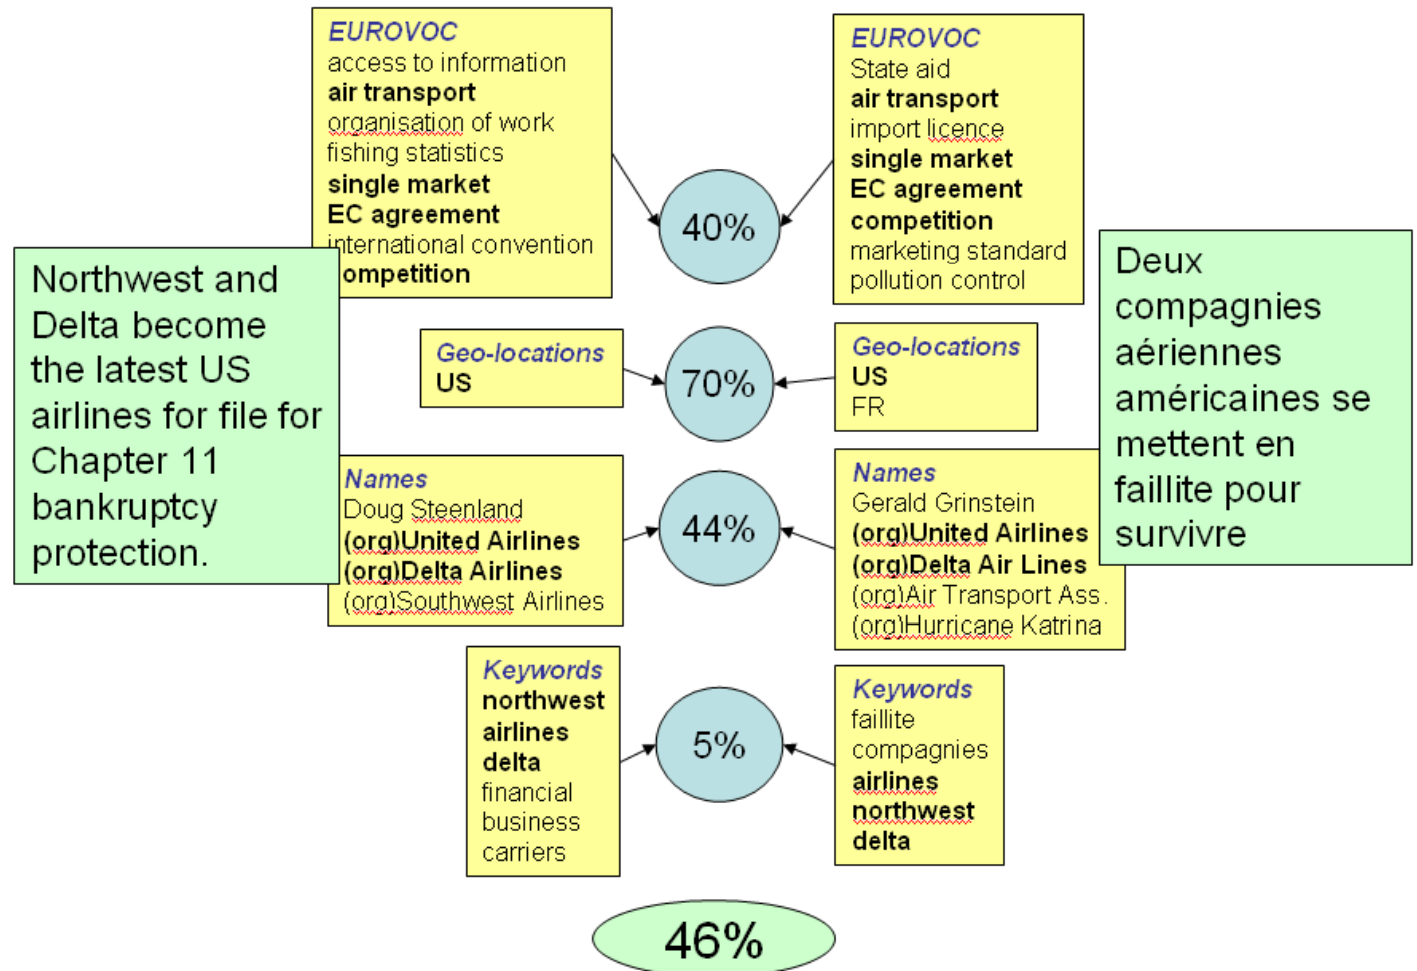 EUROVOC
access to information
air transport
organisation of work
fishing statistics
single market
EC agreement
international convention
competition
EUROVOC
State aid
air transport
import licence
single market
EC agreement
competition
marketing standard
pollution control
40%
Northwest and
Delta become
the latest US
airlines for file for
Chapter 11
bankruptcy
protection.
Deux
compagnies
aériennes
américaines se
mettent en
faillite pour
survivre
Geo-locations
US
70%
Geo-locations
US
FR
Names
Doug Steenland
(org)United Airlines
(org)Delta Airlines
(org)Southwest Airlines
44%
Names
Gerald Grinstein
(org)United Airlines
(org)Delta Air Lines
(org)Air Transport Ass.
(org)Hurricane Katrina
Keywords
northwest
airlines
delta
financial
business
carriers
5%
Keywords
faillite
compagnies
airlines
northwest
delta
46%